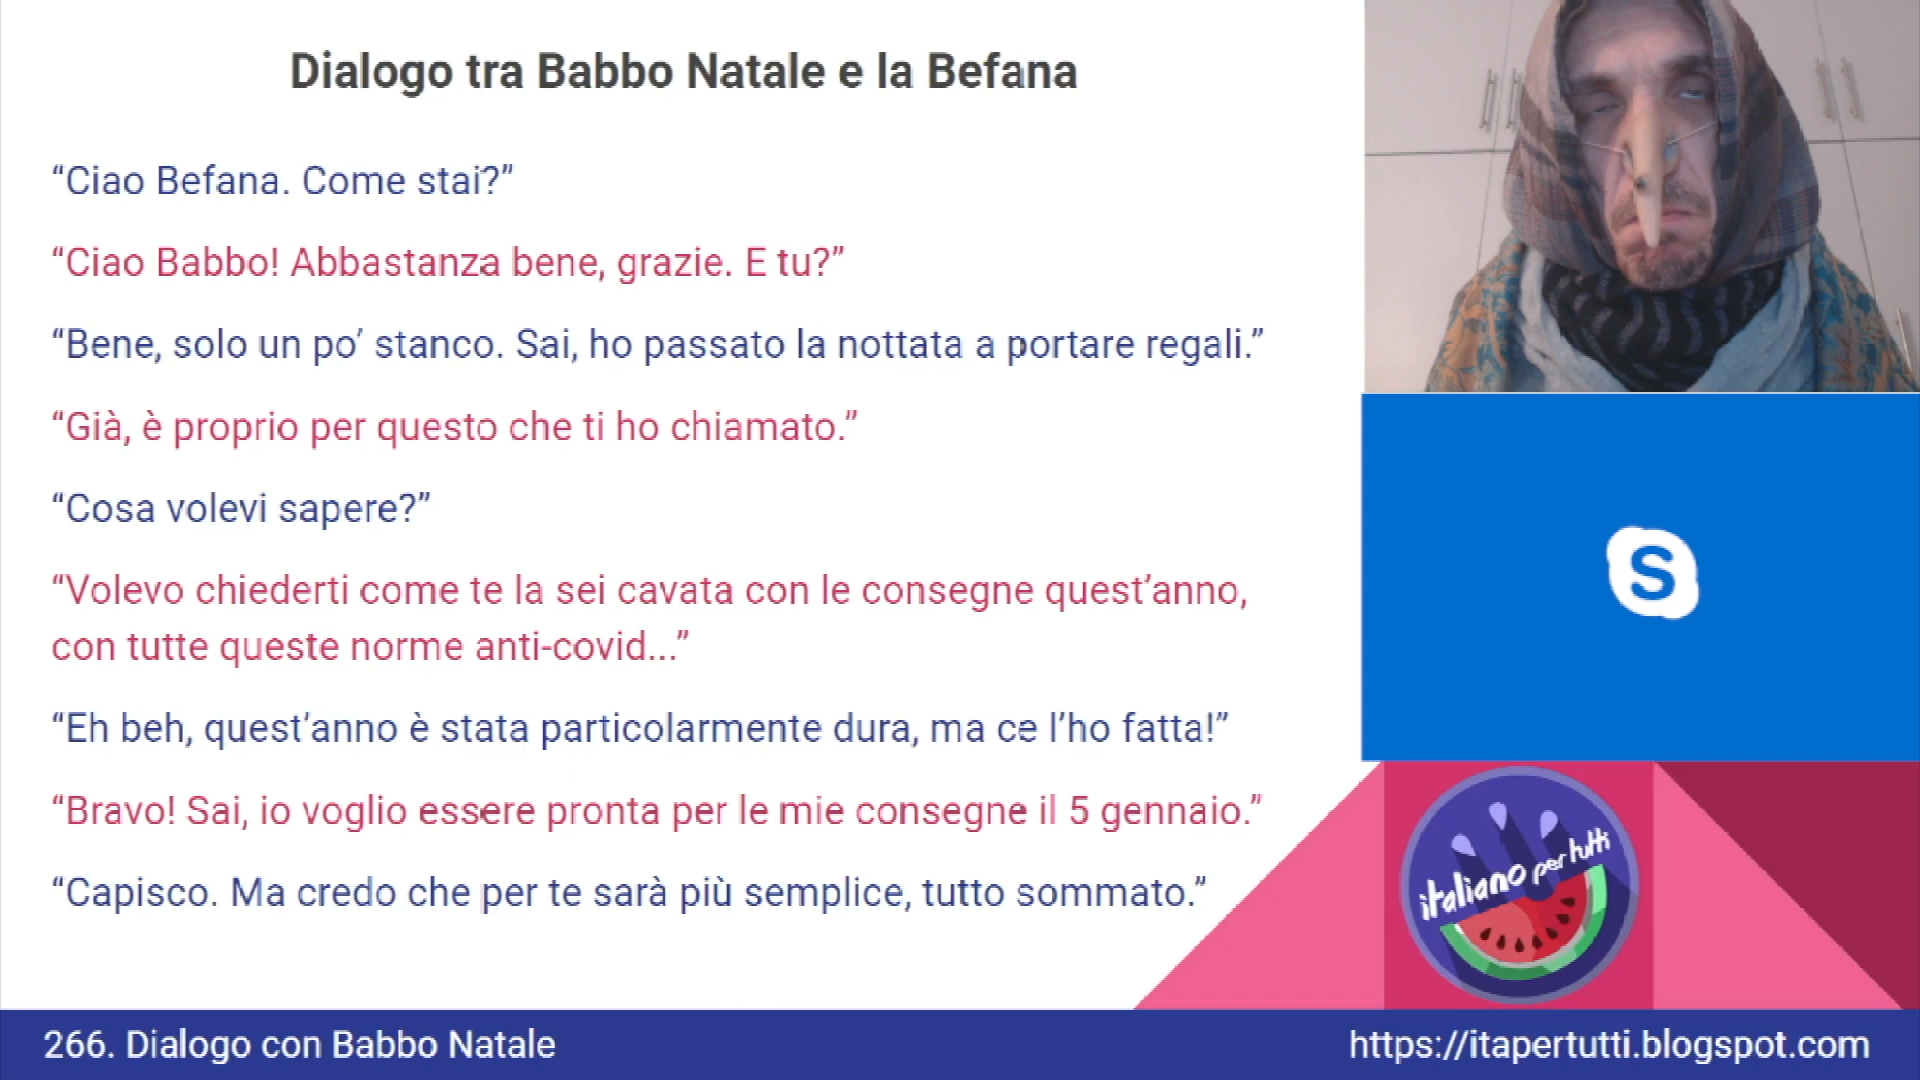 Dialogo tra Babbo Natale e la Befana
“Ciao Befana. Come stai?”
“Ciao Babbo! Abbastanza bene, grazie. E tu?”
“Bene, solo un po’ stanco. Sai, ho passato la nottata a portare regali.”
“Già, è proprio per questo che ti ho chiamato.”
“Cosa volevi sapere?”
“Volevo chiederti come te la sei cavata con le consegne quest’anno,
con tutte queste norme anti-covid...”
“Eh beh, quest’anno è stata particolarmente dura, ma ce l’ho fatta!”
“Bravo! Sai, io voglio essere pronta per le mie consegne il 5 gennaio.”
“Capisco. Ma credo che per te sarà più semplice, tutto sommato.”
S
italiano per tutti
266. Dialogo con Babbo Natale
https://itapertutti.blogspot.com